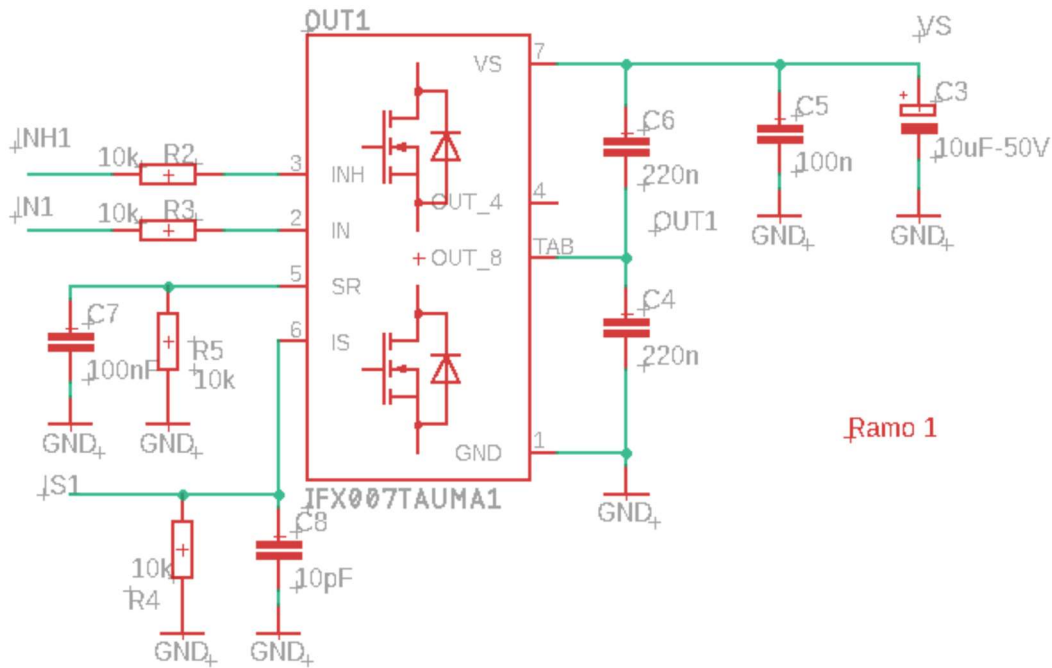 OUT1
VS
VS
7
C6
220n
C5
100n
C3
10uF-50V
INH1
10k
R2
3
INH
OUT_4
4
IN1
10k
R3
2
IN
OUT_8
TAB
OUT1
GND
GND
5
SR
C7
100nF
R5
10k
6
IS
C4
220n
GND
GND
GND
1
Ramo 1
IS1
IFX007TAUMA1
GND
C8
10pF
10k
R4
GND
GND